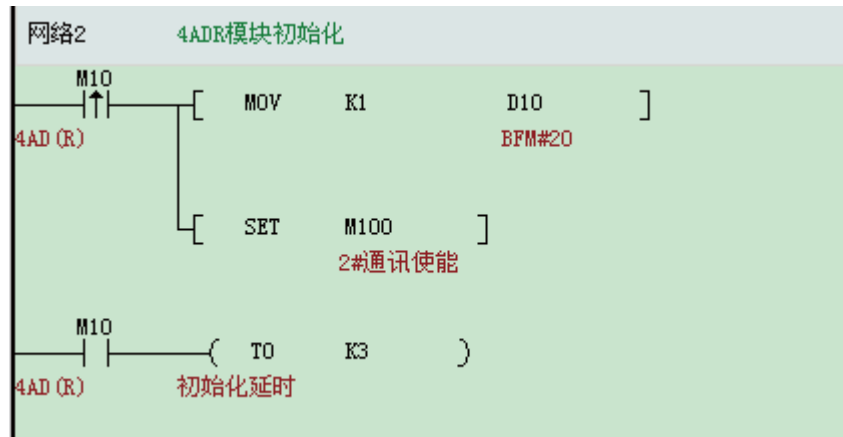 网络2 4ADR模块初始化
M10
MOV K1 D10
4AD(R) BFM#20
SET M100
2#通讯使能
M10
T0 K3
4AD(R) 初始化延时